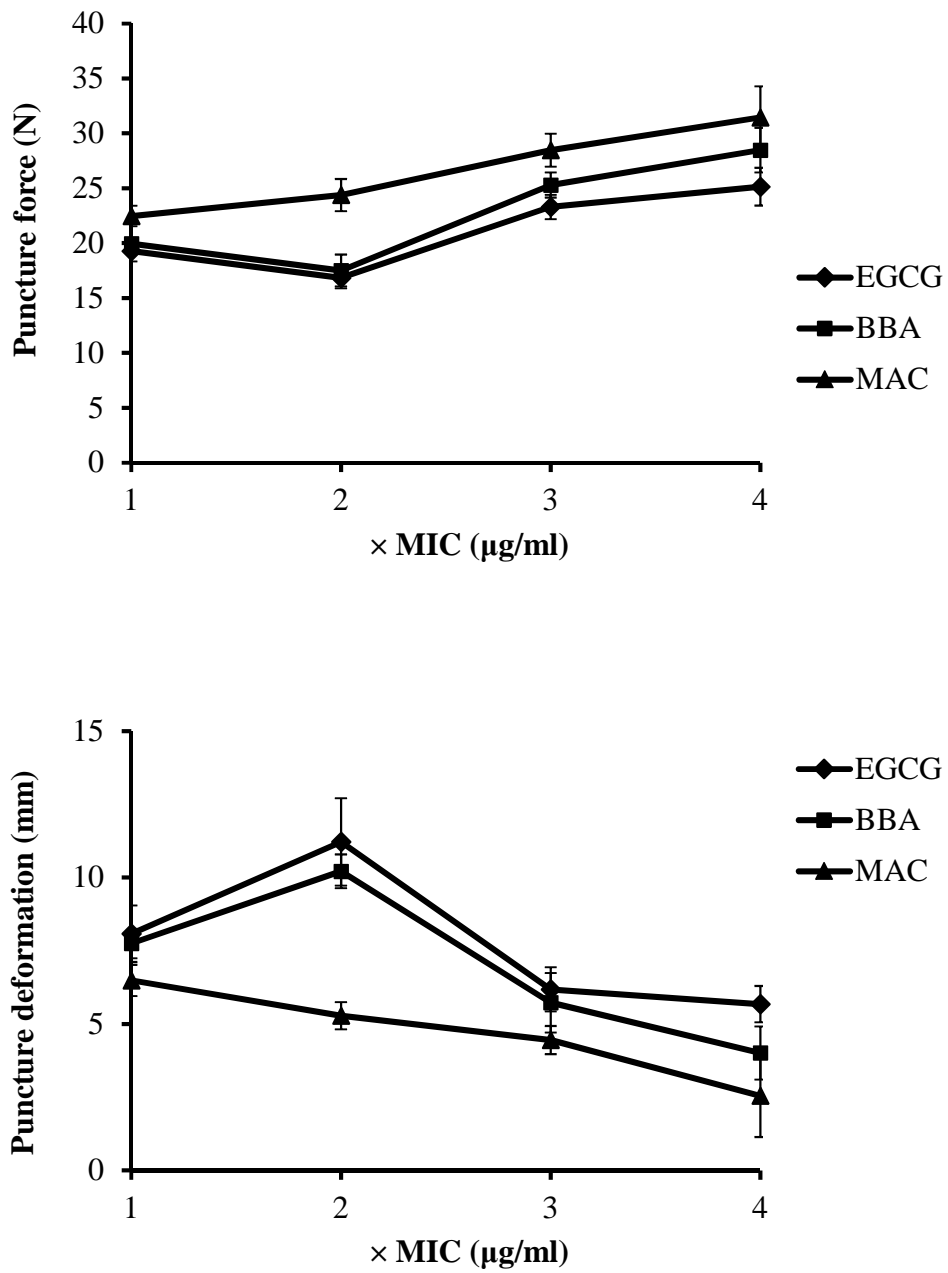 40
35
30
25
20
15
10
5
0
Puncture force (N)
1 2 3 4
× MIC (µg/ml)
EGCG
BBA
MAC
15
10
5
0
Puncture deformation (mm)
1 2 3 4
× MIC (µg/ml)
EGCG
BBA
MAC